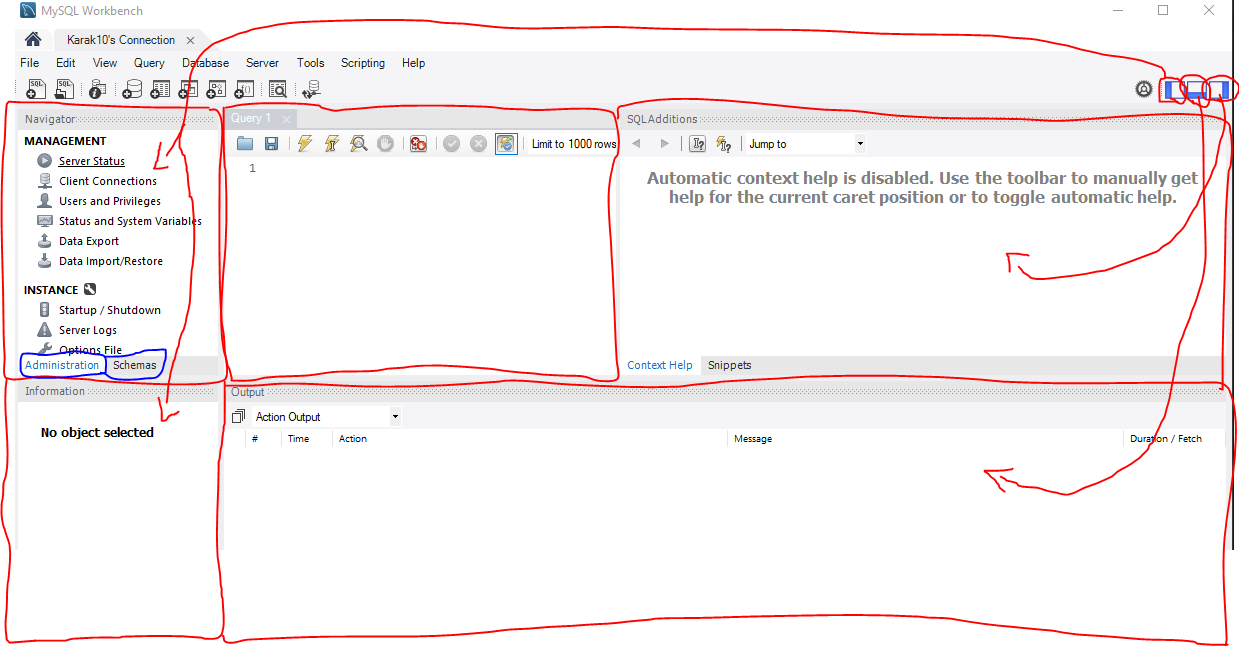 MySQL Workbench
Karak10's Connection
File Edit View Query Database Server Tools Scripting Help
Navigator
MANAGEMENT
Server Status
Client Connections
Users and Privileges
Status and System Variables
Data Export
Data Import/Restore
INSTANCE
Startup / Shutdown
Server Logs
Options File
Administration Schemas
Query 1
Limit to 1000 rows
1
SQLAdditions
Jump to
Automatic context help is disabled. Use the toolbar to manually get
help for the current caret position or to toggle automatic help.
Context Help Snippets
Information
No object selected
Output
Action Output
# Time Action Message Duration / Fetch